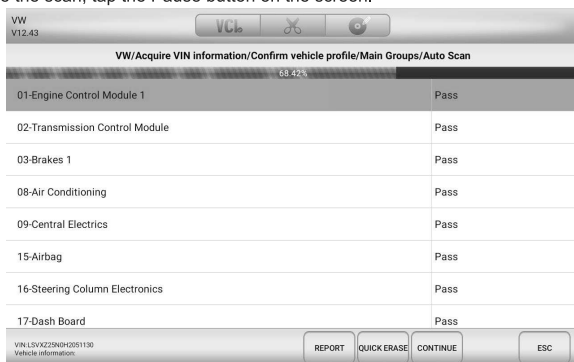 the scan, tap the Pause button on the screen.
VW
V12.43
VCI
VW/Acquire VIN information/Confirm vehicle profile/Main Groups/Auto Scan
68.42%
01-Engine Control Module 1 Pass
02-Transmission Control Module Pass
03-Brakes 1 Pass
08-Air Conditioning Pass
09-Central Electrics Pass
15-Airbag Pass
16-Steering Column Electronics Pass
17-Dash Board Pass
VIN:LSVXZ25N0H2051130
Vehicle information:
REPORT QUICK ERASE CONTINUE ESC